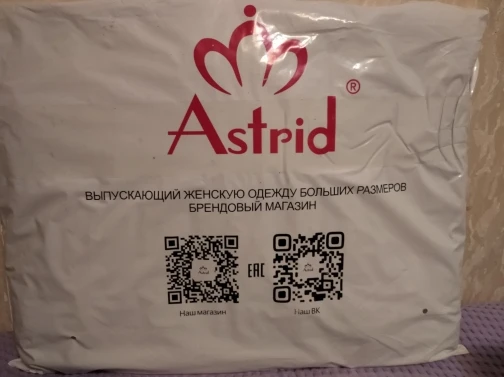 ®
Astrid
ВЫПУСКАЮЩИЙ ЖЕНСКУЮ ОДЕЖДУ БОЛЬШИХ РАЗМЕРОВ
БРЕНДОВЫЙ МАГАЗИН
EAC
Наш магазин
Наш ВК